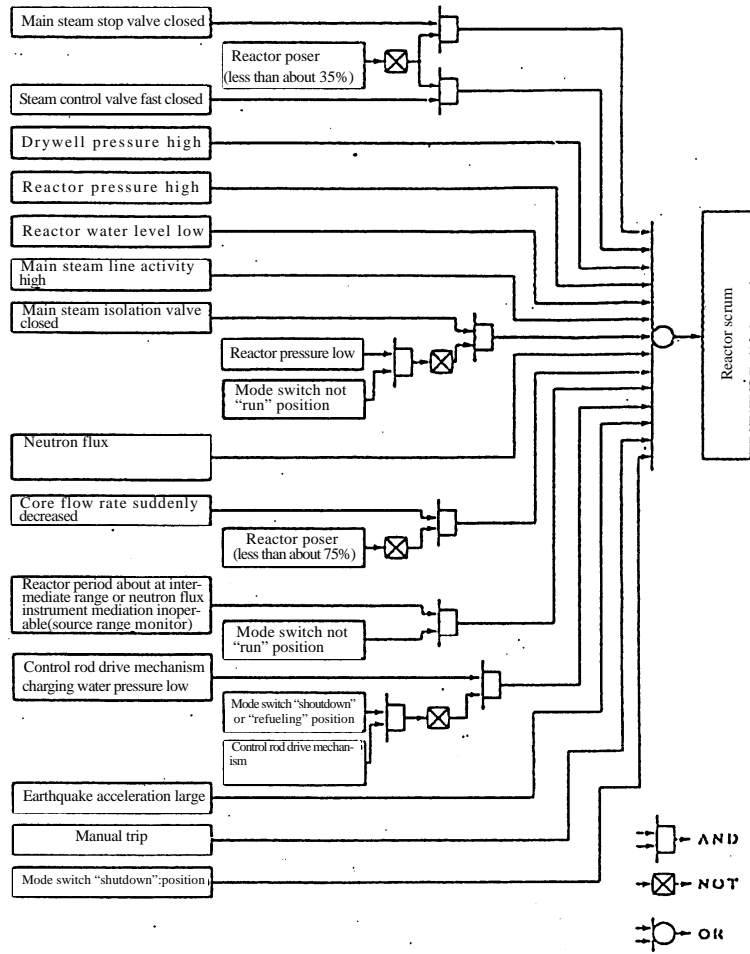 Main steam stop valve closed
Reactor poser
(less than about 35%)
Steam control valve fast closed
Drywell pressure high
Reactor pressure high
Reactor water level low
Main steam line activity
high
Main steam isolation valve
closed
Reactor pressure low
Mode switch not
“run” position
Neutron flux
Core flow rate suddenly
decreased
Reactor poser
(less than about 75%)
Reactor period about at inter-
mediate range or neutron flux
instrument mediation inoper-
able(source range monitor)
Mode switch not
“run” position
Control rod drive mechanism
charging water pressure low
Mode switch “shoutdown”
or “refueling” position
Control rod drive mechan-
ism
Earthquake acceleration large
Manual trip
Mode switch “shutdown”:position
Reactor scrum
AND
NOT
OR